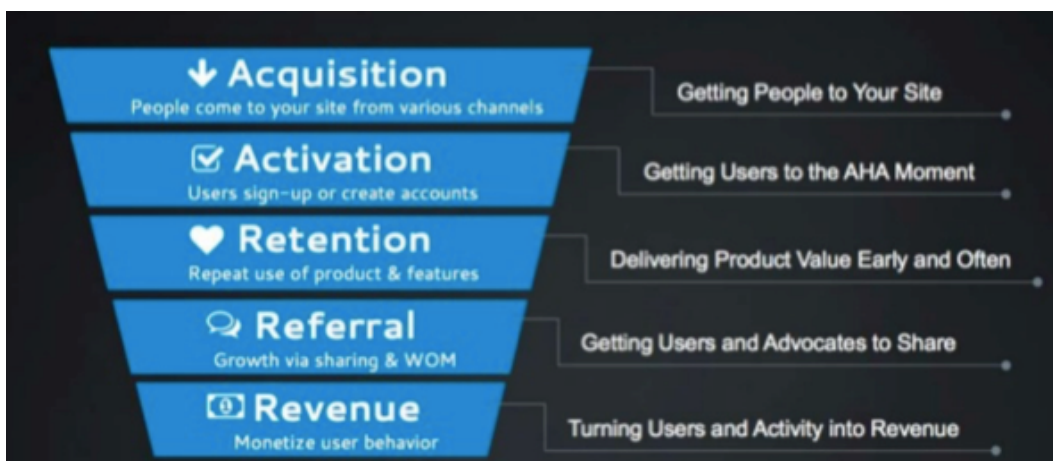 Acquisition
People come to your site from various channels
Getting People to Your Site
Activation
Users sign-up or create accounts
Getting Users to the AHA Moment
Retention
Repeat use of product & features
Delivering Product Value Early and Often
Referral
Growth via sharing & WOM
Getting Users and Advocates to Share
Revenue
Monetize user behavior
Turning Users and Activity into Revenue